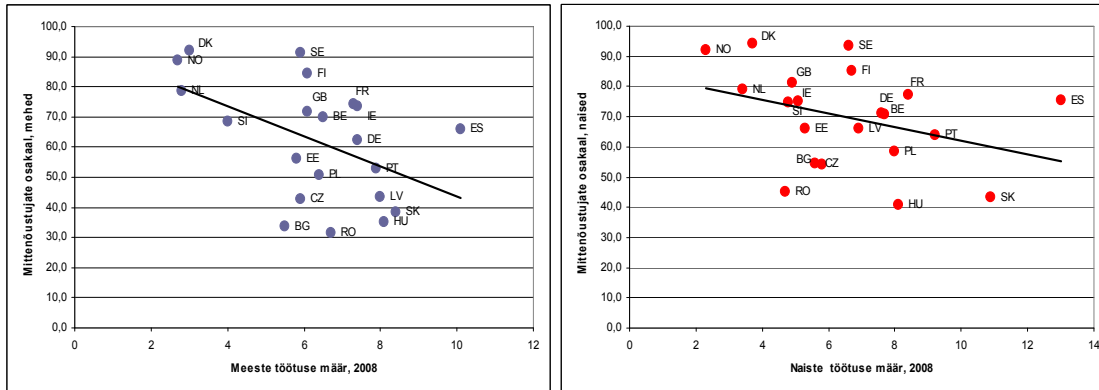 Mittenõustujate osakaal, mehed
100,0
90,0
80,0
70,0
60,0
50,0
40,0
30,0
20,0
10,0
0,0
DK
NO
SE
FI
NL
FR
GB
IE
BE
SI
ES
DE
EE
PT
PL
CZ
LV
SK
BG
HU
RO
0 2 4 6 8 10 12
Meeste töötuse määr, 2008
Mittenõustujate osakaal, naised
100,0
90,0
80,0
70,0
60,0
50,0
40,0
30,0
20,0
10,0
0,0
DK
NO
SE
FI
GB
NL
IE
FR
ES
DE
BE
SI
EE
LV
PT
PL
BG
CZ
RO
SK
HU
0 2 4 6 8 10 12 14
Naiste töötuse määr, 2008